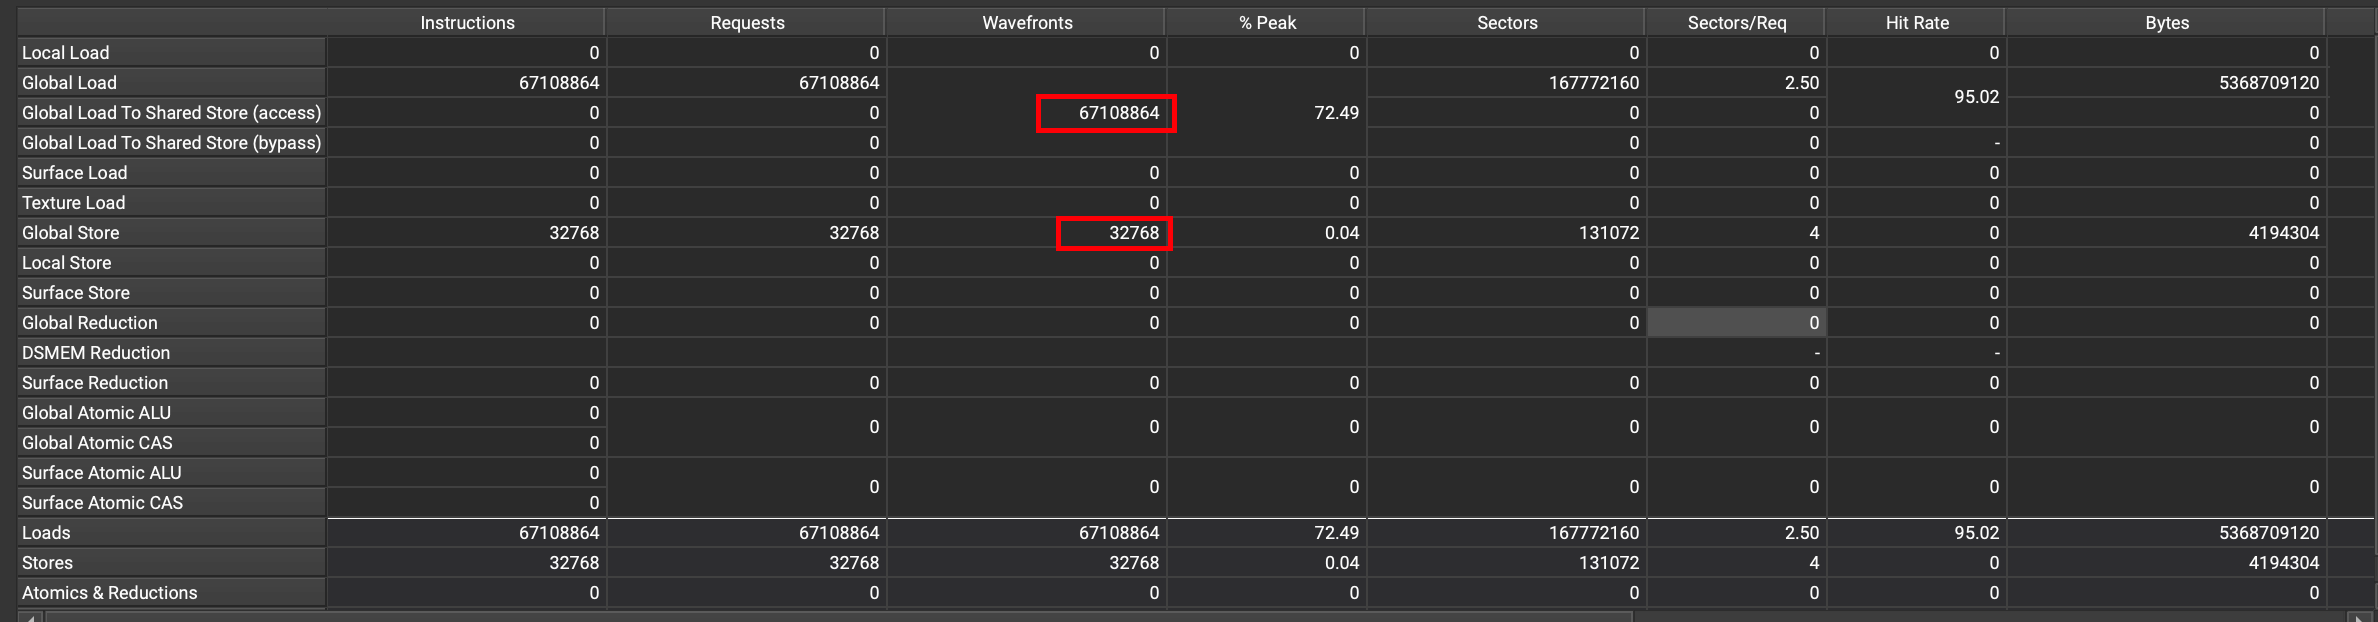 Instructions Requests Wavefronts % Peak Sectors Sectors/Req Hit Rate Bytes
Local Load 0 0 0 0 0 0 0 0
Global Load 67108864 67108864 167772160 2.50 5368709120
95.02
Global Load To Shared Store (access) 0 0 67108864 72.49 0 0 0
Global Load To Shared Store (bypass) 0 0 0 0 - 0
Surface Load 0 0 0 0 0 0 0 0
Texture Load 0 0 0 0 0 0 0 0
Global Store 32768 32768 32768 0.04 131072 4 0 4194304
Local Store 0 0 0 0 0 0 0 0
Surface Store 0 0 0 0 0 0 0 0
Global Reduction 0 0 0 0 0 0 0 0
DSMEM Reduction - -
Surface Reduction 0 0 0 0 0 0 0 0
Global Atomic ALU 0
0 0 0 0 0 0 0
Global Atomic CAS 0
Surface Atomic ALU 0
0 0 0 0 0 0 0
Surface Atomic CAS 0
Loads 67108864 67108864 67108864 72.49 167772160 2.50 95.02 5368709120
Stores 32768 32768 32768 0.04 131072 4 0 4194304
Atomics & Reductions 0 0 0 0 0 0 0 0